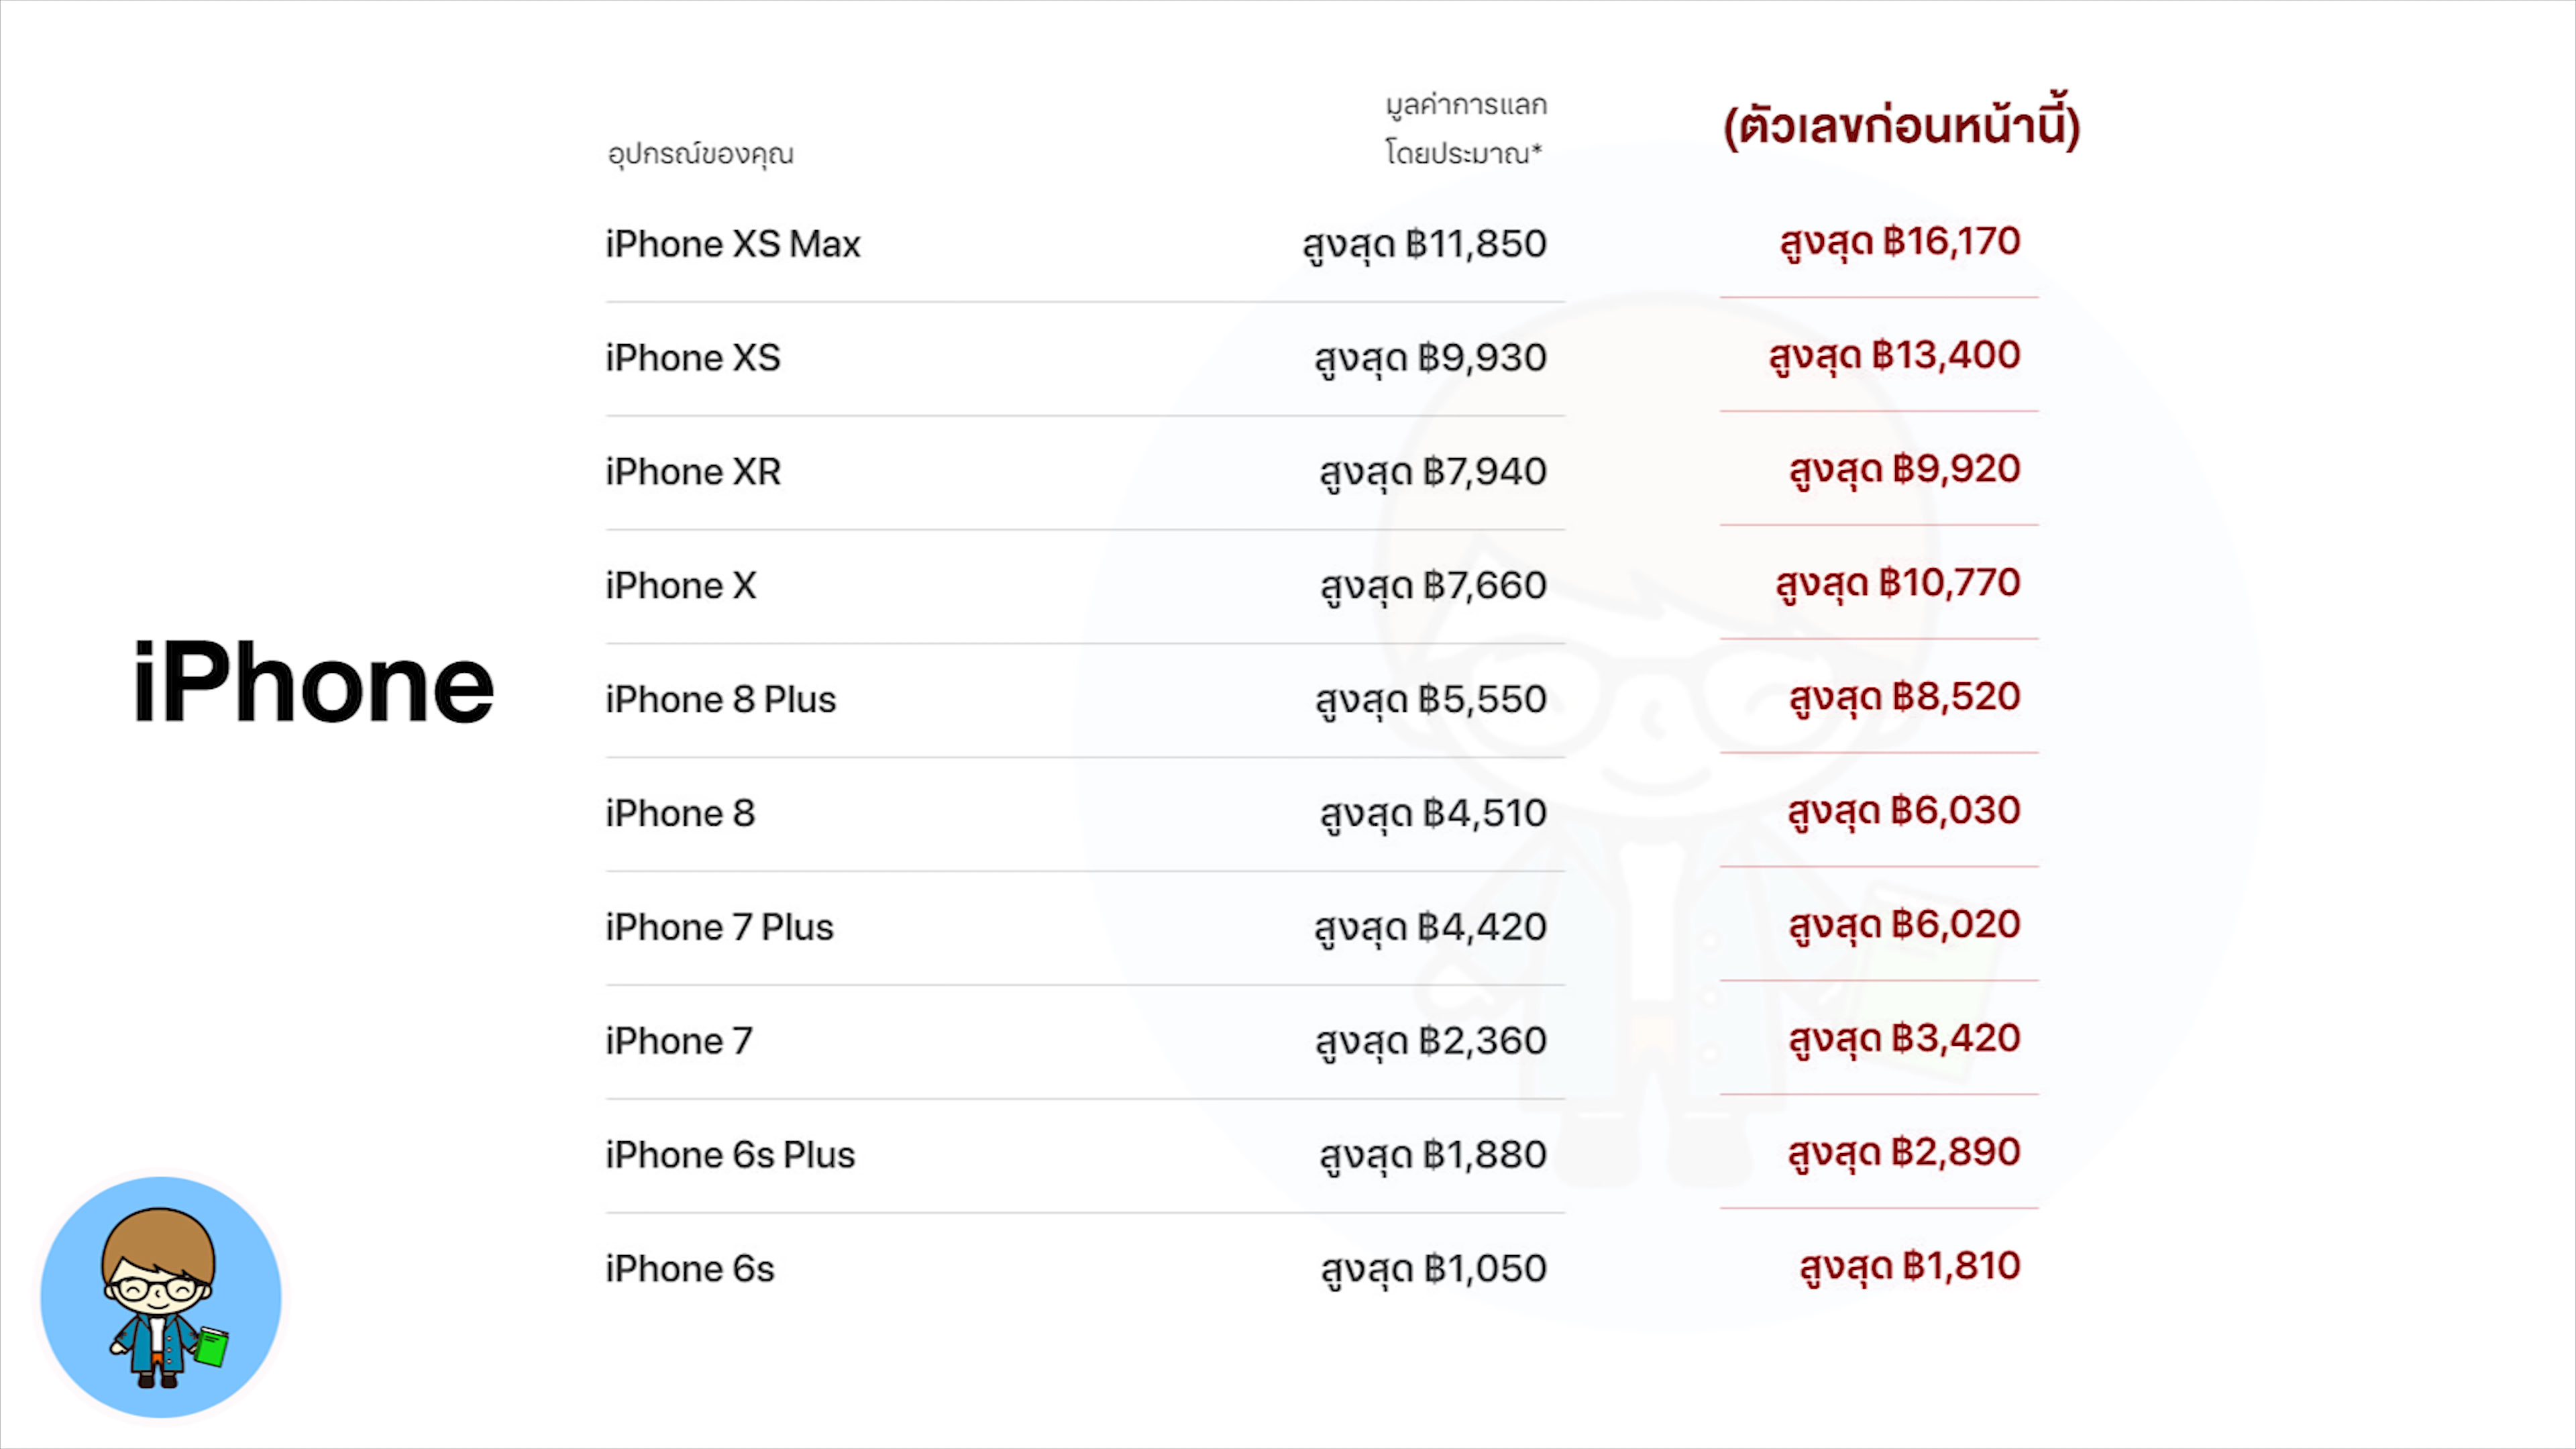 มูลค่าการแลก
อุปกรณ์ของคุณ โดยประมาณ* (ตัวเลขก่อนหน้านี้)
iPhone XS Max สูงสุด ฿11,850 สูงสุด ฿16,170
iPhone XS สูงสุด ฿9,930 สูงสุด ฿13,400
iPhone XR สูงสุด ฿7,940 สูงสุด ฿9,920
iPhone X สูงสุด ฿7,660 สูงสุด ฿10,770
iPhone
iPhone 8 Plus สูงสุด ฿5,550 สูงสุด ฿8,520
iPhone 8 สูงสุด ฿4,510 สูงสุด ฿6,030
iPhone 7 Plus สูงสุด ฿4,420 สูงสุด ฿6,020
iPhone 7 สูงสุด ฿2,360 สูงสุด ฿3,420
iPhone 6s Plus สูงสุด ฿1,880 สูงสุด ฿2,890
iPhone 6s สูงสุด ฿1,050 สูงสุด ฿1,810